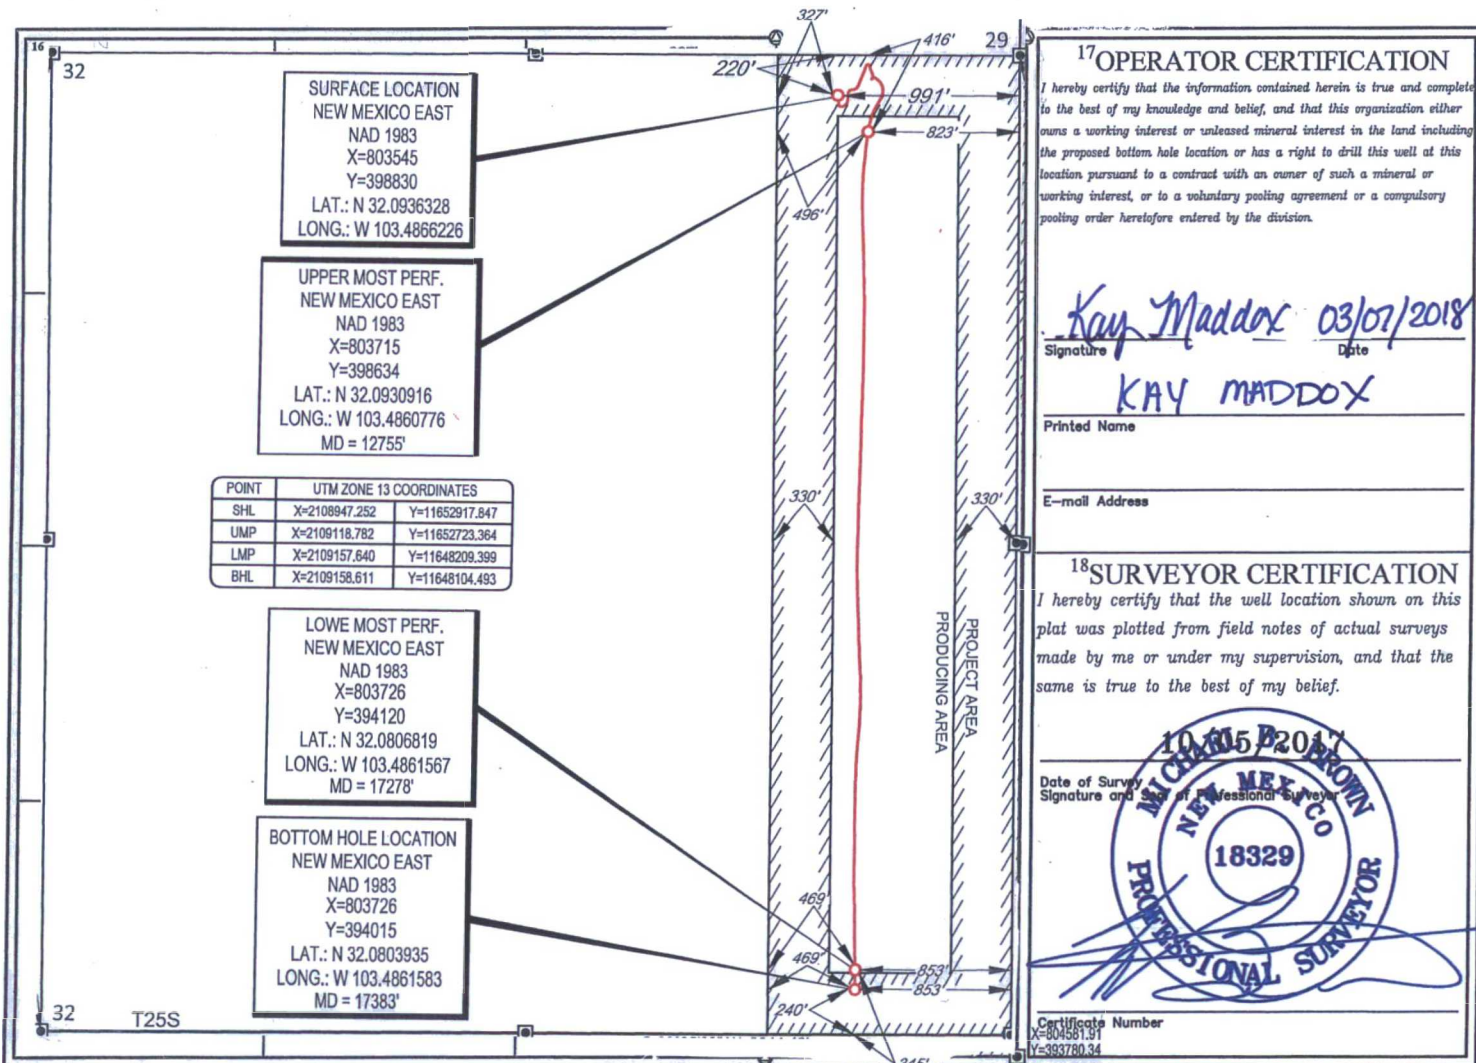 16
32
29
327'
416'
220'
991'
823'
496'
SURFACE LOCATION
NEW MEXICO EAST
NAD 1983
X=803545
Y=398830
LAT.: N 32.0936328
LONG.: W 103.4866226
UPPER MOST PERF.
NEW MEXICO EAST
NAD 1983
X=803715
Y=398634
LAT.: N 32.0930916
LONG.: W 103.4860776
MD = 12755'
POINT UTM ZONE 13 COORDINATES
SHL X=2108947.252 Y=11652917.847
UMP X=2109118.782 Y=11652723.364
LMP X=2109157.640 Y=11648209.399
BHL X=2109158.611 Y=11648104.493
330'
330'
PROJECT AREA
PRODUCING AREA
LOWE MOST PERF.
NEW MEXICO EAST
NAD 1983
X=803726
Y=394120
LAT.: N 32.0806819
LONG.: W 103.4861567
MD = 17278'
BOTTOM HOLE LOCATION
NEW MEXICO EAST
NAD 1983
X=803726
Y=394015
LAT.: N 32.0803935
LONG.: W 103.4861583
MD = 17383'
469'
469'
853'
853'
240'
345'
32
T25S
17 OPERATOR CERTIFICATION
I hereby certify that the information contained herein is true and complete
to the best of my knowledge and belief, and that this organization either
owns a working interest or unleased mineral interest in the land including
the proposed bottom hole location or has a right to drill this well at this
location pursuant to a contract with an owner of such a mineral or
working interest, or to a voluntary pooling agreement or a compulsory
pooling order heretofore entered by the division.
Kay Maddox 03/07/2018
Signature Date
KAY MADDOX
Printed Name
E-mail Address
18 SURVEYOR CERTIFICATION
I hereby certify that the well location shown on this
plat was plotted from field notes of actual surveys
made by me or under my supervision, and that the
same is true to the best of my belief.
10/05/2017
Date of Survey
Signature and Seal of Professional Surveyor
MICHAEL B. BROWN
NEW MEXICO
18329
PROFESSIONAL SURVEYOR
Certificate Number
X=804581.91
Y=393780.34